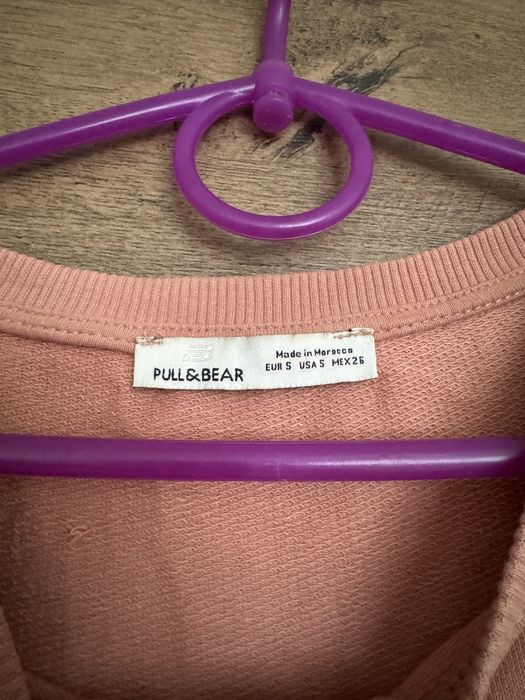 PULL&BEAR
Made in Morocco
EUR S USA S MEX 26